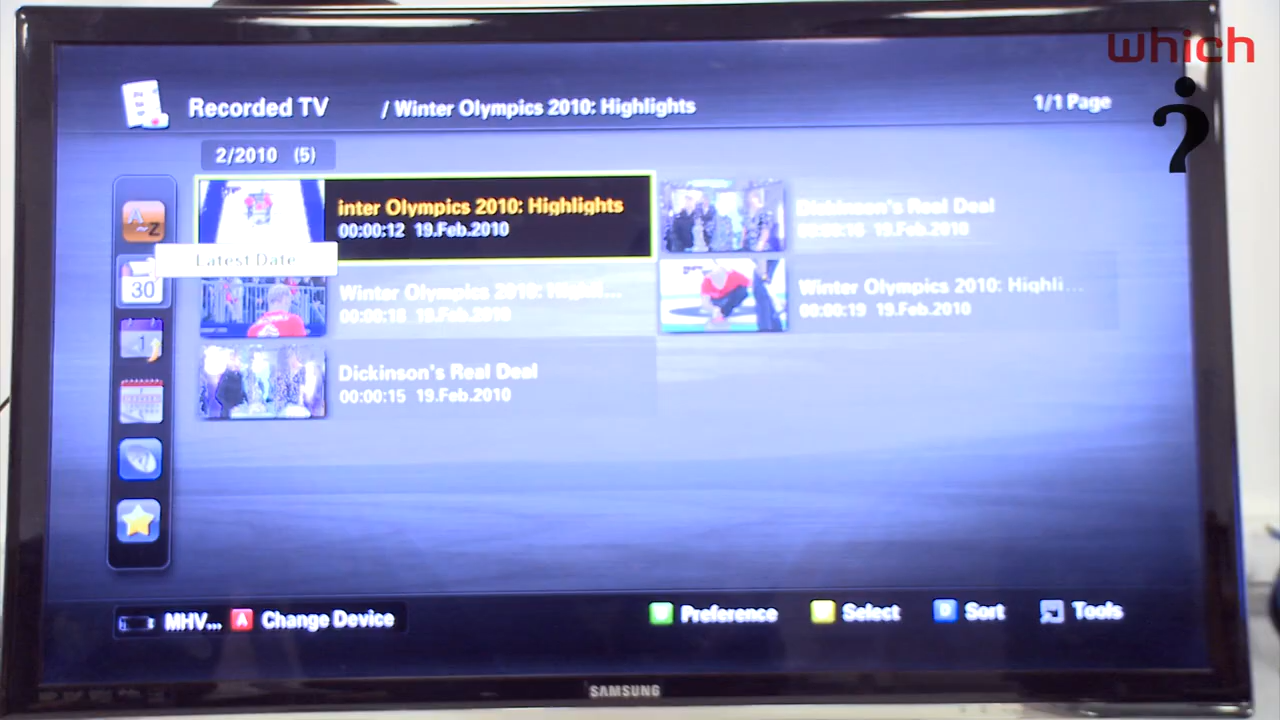 which
?
Recorded TV / Winter Olympics 2010: Highlights 1/1 Page
2/2010 (5)
inter Olympics 2010: Highlights
00:00:12 19.Feb.2010
Dickinson's Real Deal
00:00:16 19.Feb.2010
A~Z
Latest Date
30
Winter Olympics 2010: Highli...
00:00:18 19.Feb.2010
Winter Olympics 2010: Highli...
00:00:19 19.Feb.2010
1
Dickinson's Real Deal
00:00:15 19.Feb.2010
MHV... A Change Device Preference Select D Sort Tools
SAMSUNG